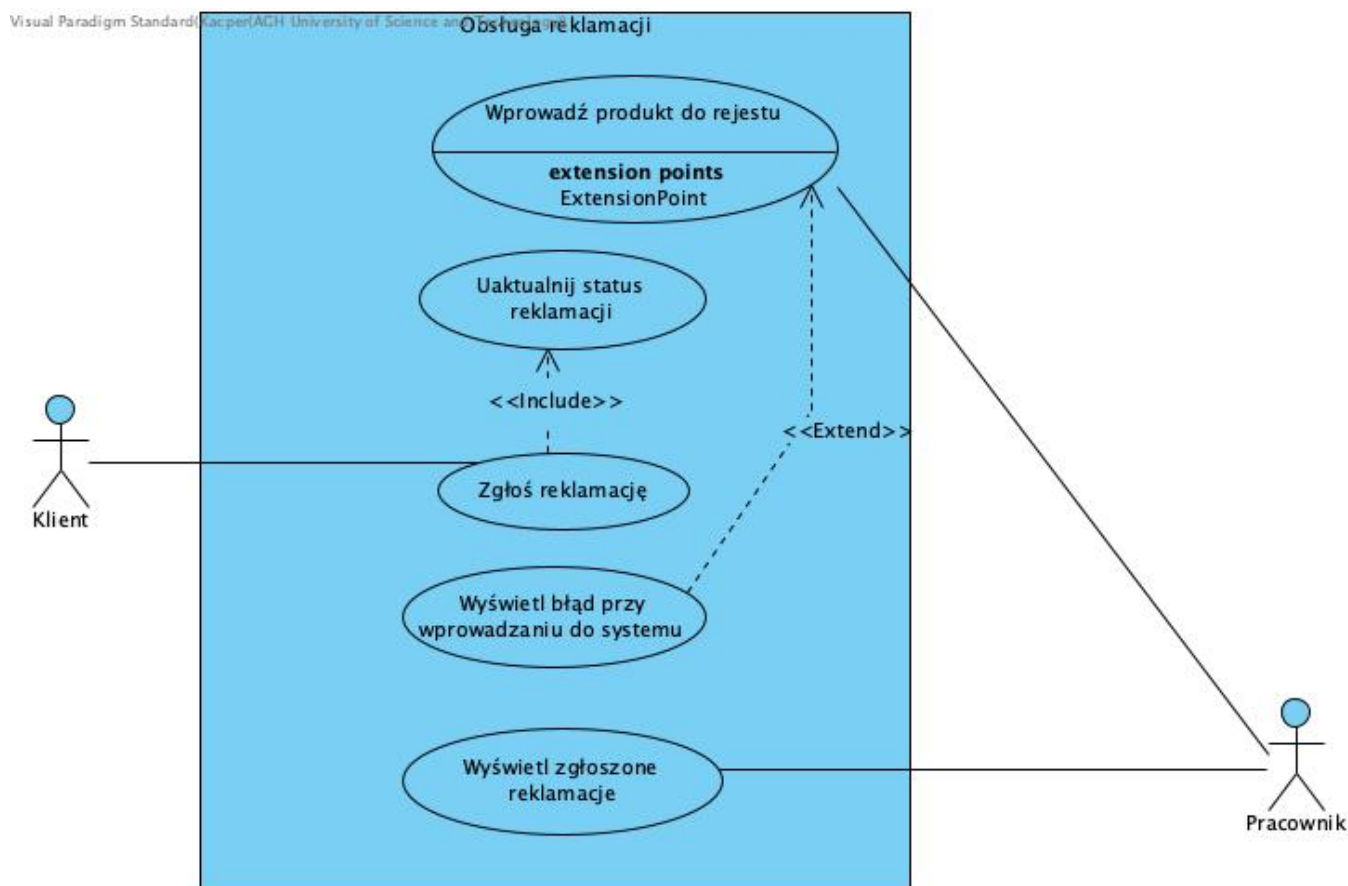 Visual Paradigm Standard(Kacper(AGH University of Science and Technology))
Obsługa reklamacji
Wprowadź produkt do rejestu
extension points
ExtensionPoint
Uaktualnij status
reklamacji
<<Include>>
<<Extend>>
Zgłoś reklamację
Klient
Wyświetl błąd przy
wprowadzaniu do systemu
Wyświetl zgłoszone
reklamacje
Pracownik